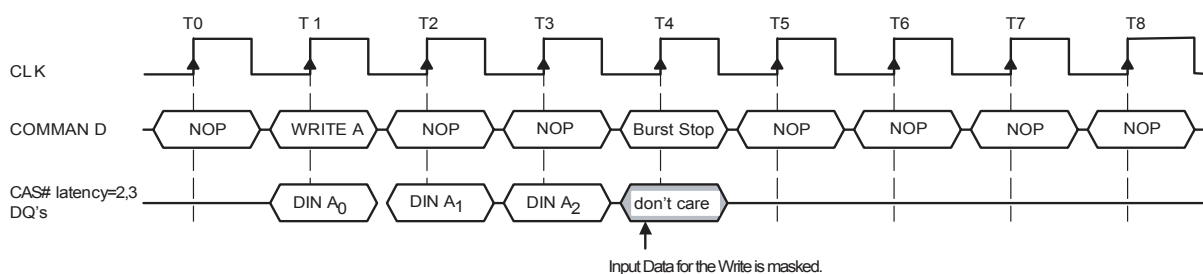 T0 T 1 T2 T3 T4 T5 T6 T7 T8
CLK
COMMAN D NOP WRITE A NOP NOP Burst Stop NOP NOP NOP NOP
CAS# latency=2,3
DQ's DIN A0 DIN A1 DIN A2 don't care
Input Data for the Write is masked.